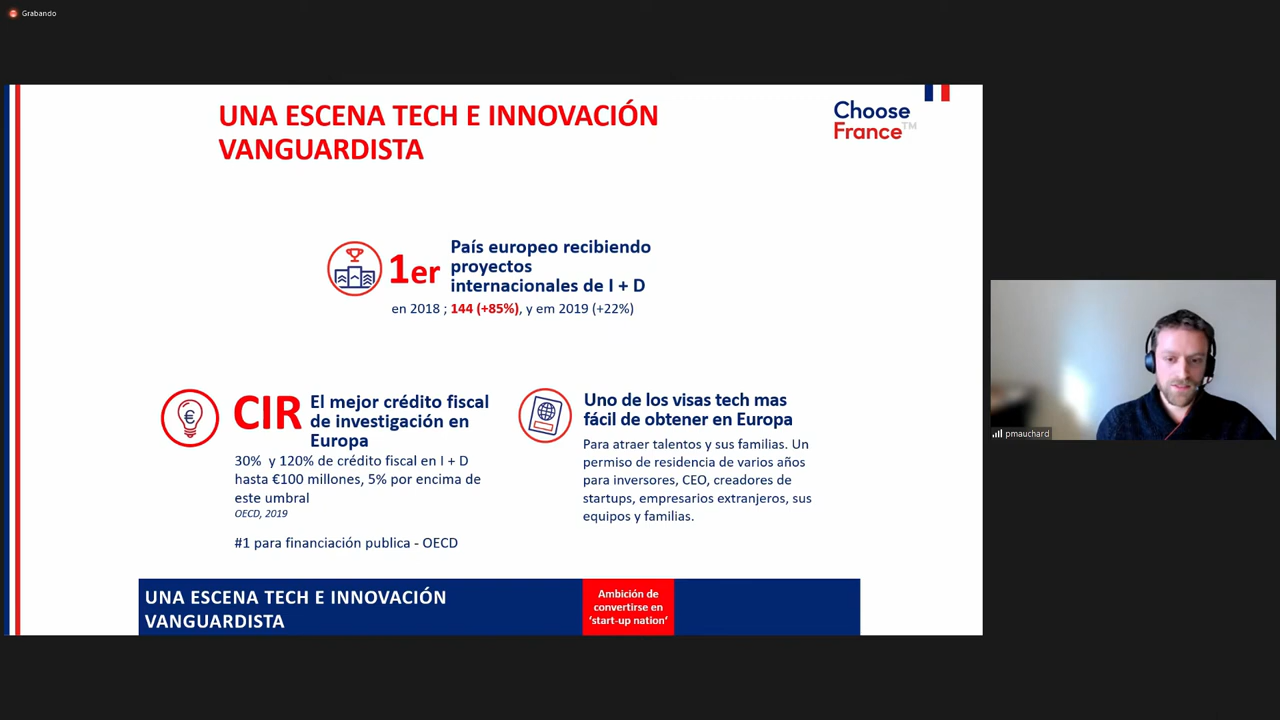 Grabando
UNA ESCENA TECH E INNOVACIÓN
VANGUARDISTA
Choose
France™
1er
País europeo recibiendo
proyectos
internacionales de I + D
en 2018 ; 144 (+85%), y em 2019 (+22%)
CIR
El mejor crédito fiscal
de investigación en
Europa
30% y 120% de crédito fiscal en I + D
hasta €100 millones, 5% por encima de
este umbral
OECD, 2019
#1 para financiación publica - OECD
Uno de los visas tech mas
fácil de obtener en Europa
Para atraer talentos y sus familias. Un
permiso de residencia de varios años
para inversores, CEO, creadores de
startups, empresarios extranjeros, sus
equipos y familias.
UNA ESCENA TECH E INNOVACIÓN
VANGUARDISTA
Ambición de
convertirse en
‘start-up nation’
pmauchard